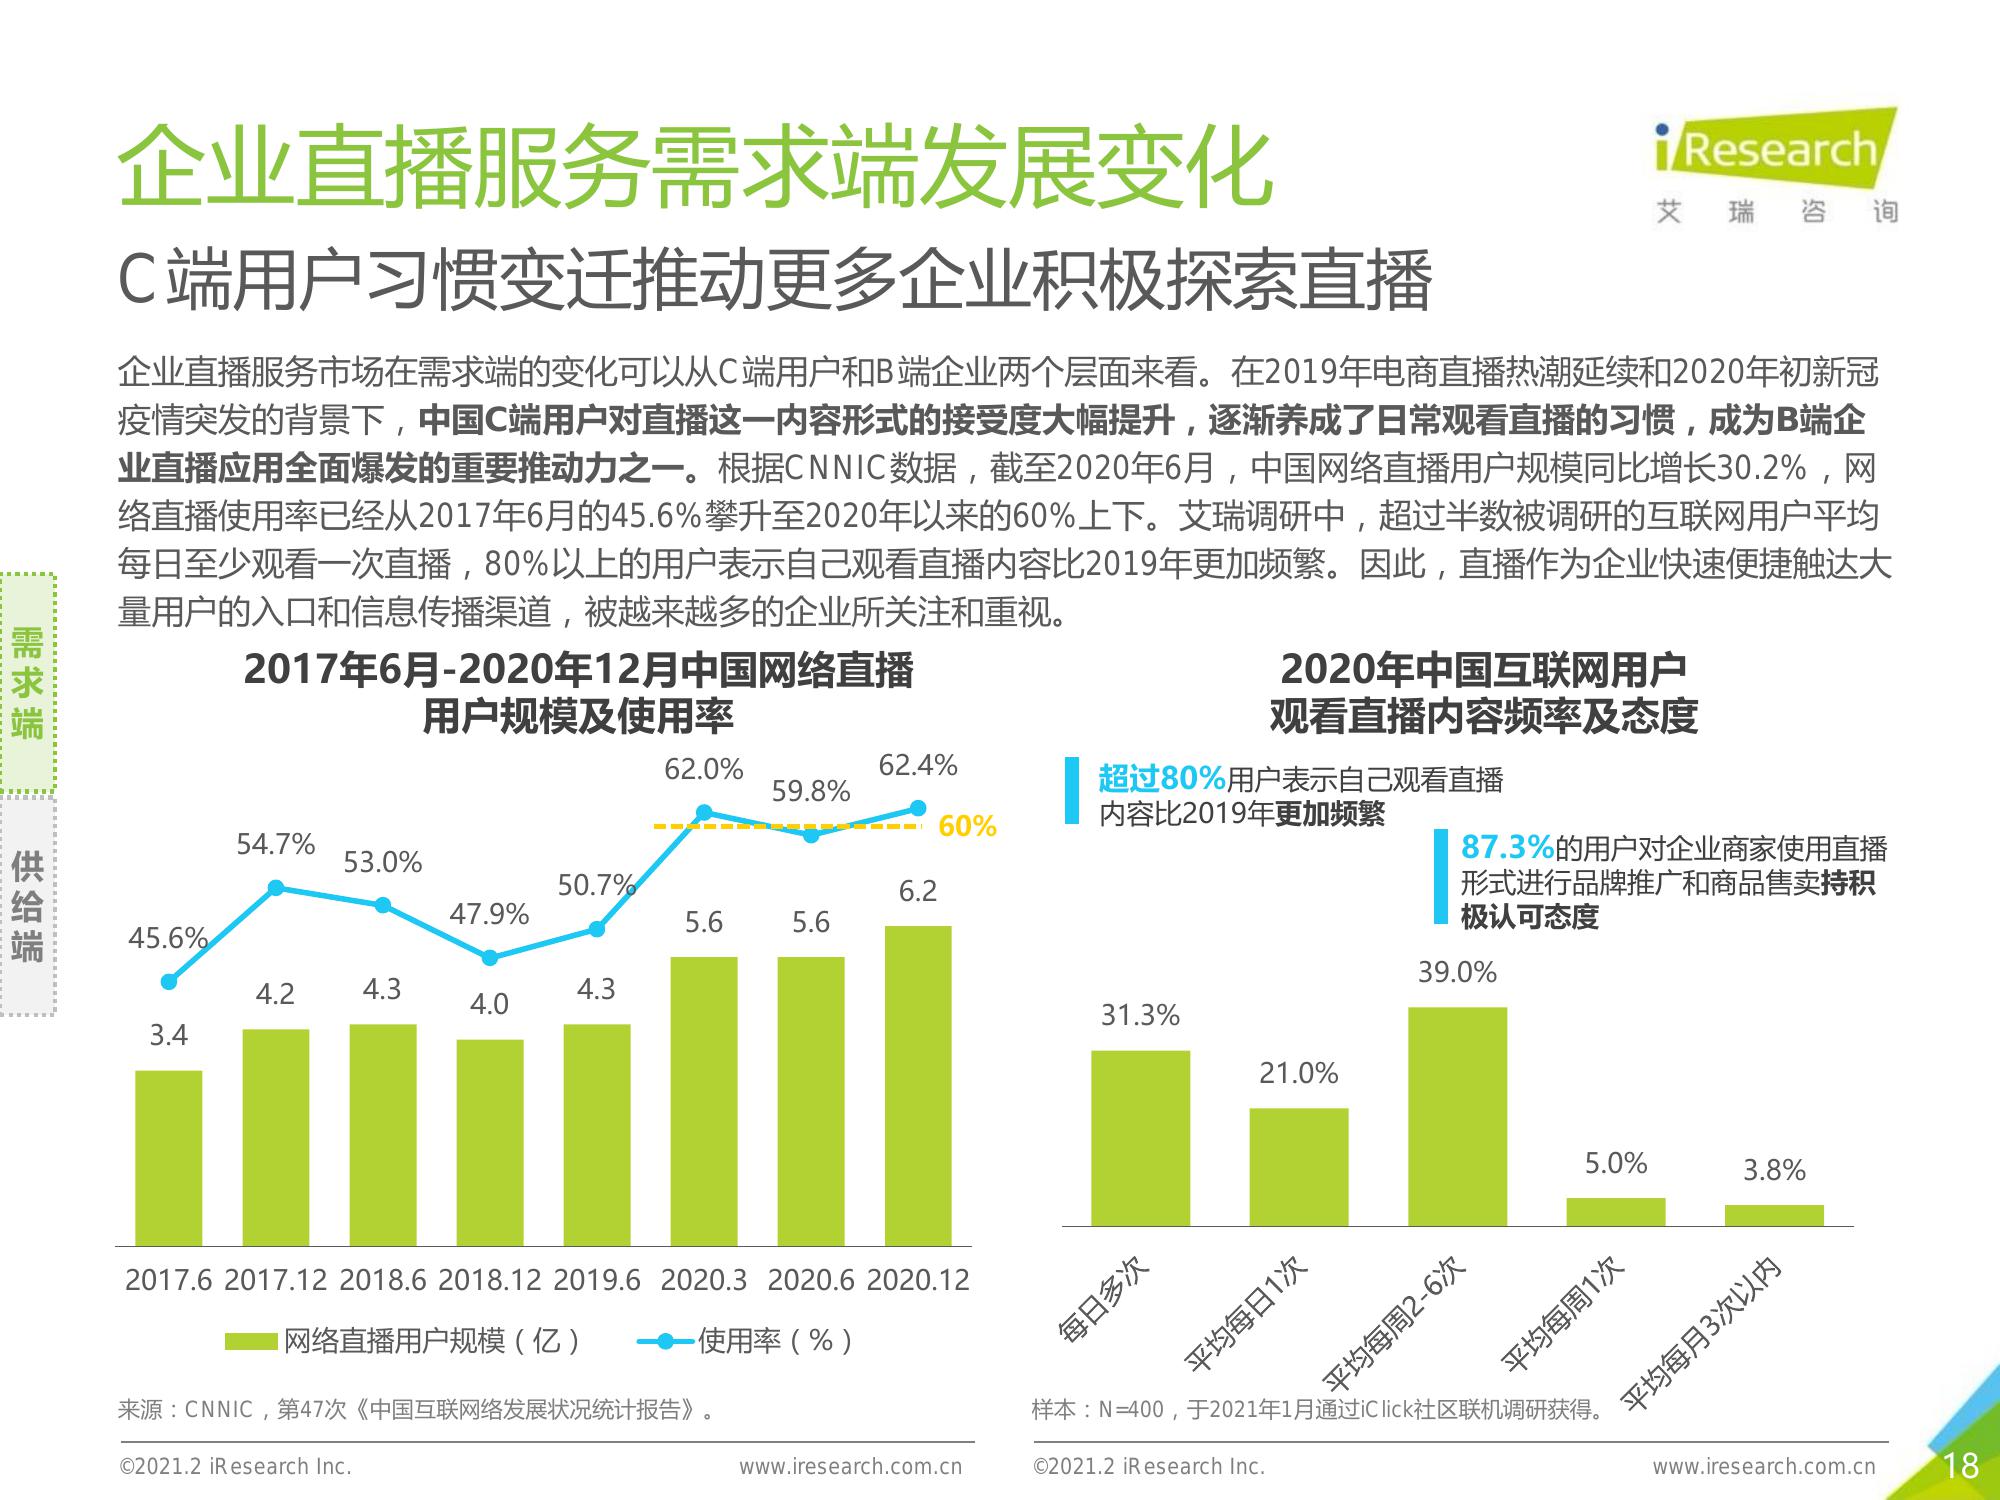 企业直播服务需求端发展变化
iResearch
艾瑞咨询
C端用户习惯变迁推动更多企业积极探索直播
企业直播服务市场在需求端的变化可以从C端用户和B端企业两个层面来看。在2019年电商直播热潮延续和2020年初新冠
疫情突发的背景下，中国C端用户对直播这一内容形式的接受度大幅提升，逐渐养成了日常观看直播的习惯，成为B端企
业直播应用全面爆发的重要推动力之一。根据CNNIC数据，截至2020年6月，中国网络直播用户规模同比增长30.2%，网
络直播使用率已经从2017年6月的45.6%攀升至2020年以来的60%上下。艾瑞调研中，超过半数被调研的互联网用户平均
每日至少观看一次直播，80%以上的用户表示自己观看直播内容比2019年更加频繁。因此，直播作为企业快速便捷触达大
量用户的入口和信息传播渠道，被越来越多的企业所关注和重视。
需求端
供给端
2017年6月-2020年12月中国网络直播
用户规模及使用率
45.6% 54.7% 53.0% 47.9% 50.7% 62.0% 59.8% 62.4%
60%
3.4 4.2 4.3 4.0 4.3 5.6 5.6 6.2
2017.6 2017.12 2018.6 2018.12 2019.6 2020.3 2020.6 2020.12
网络直播用户规模（亿） 使用率（%）
来源：CNNIC，第47次《中国互联网络发展状况统计报告》。
2020年中国互联网用户
观看直播内容频率及态度
超过80%用户表示自己观看直播
内容比2019年更加频繁
87.3%的用户对企业商家使用直播
形式进行品牌推广和商品售卖持积
极认可态度
31.3% 21.0% 39.0% 5.0% 3.8%
每日多次 平均每日1次 平均每周2-6次 平均每周1次 平均每月3次以内
样本：N=400，于2021年1月通过iClick社区联机调研获得。
©2021.2 iResearch Inc. www.iresearch.com.cn
©2021.2 iResearch Inc. www.iresearch.com.cn
18